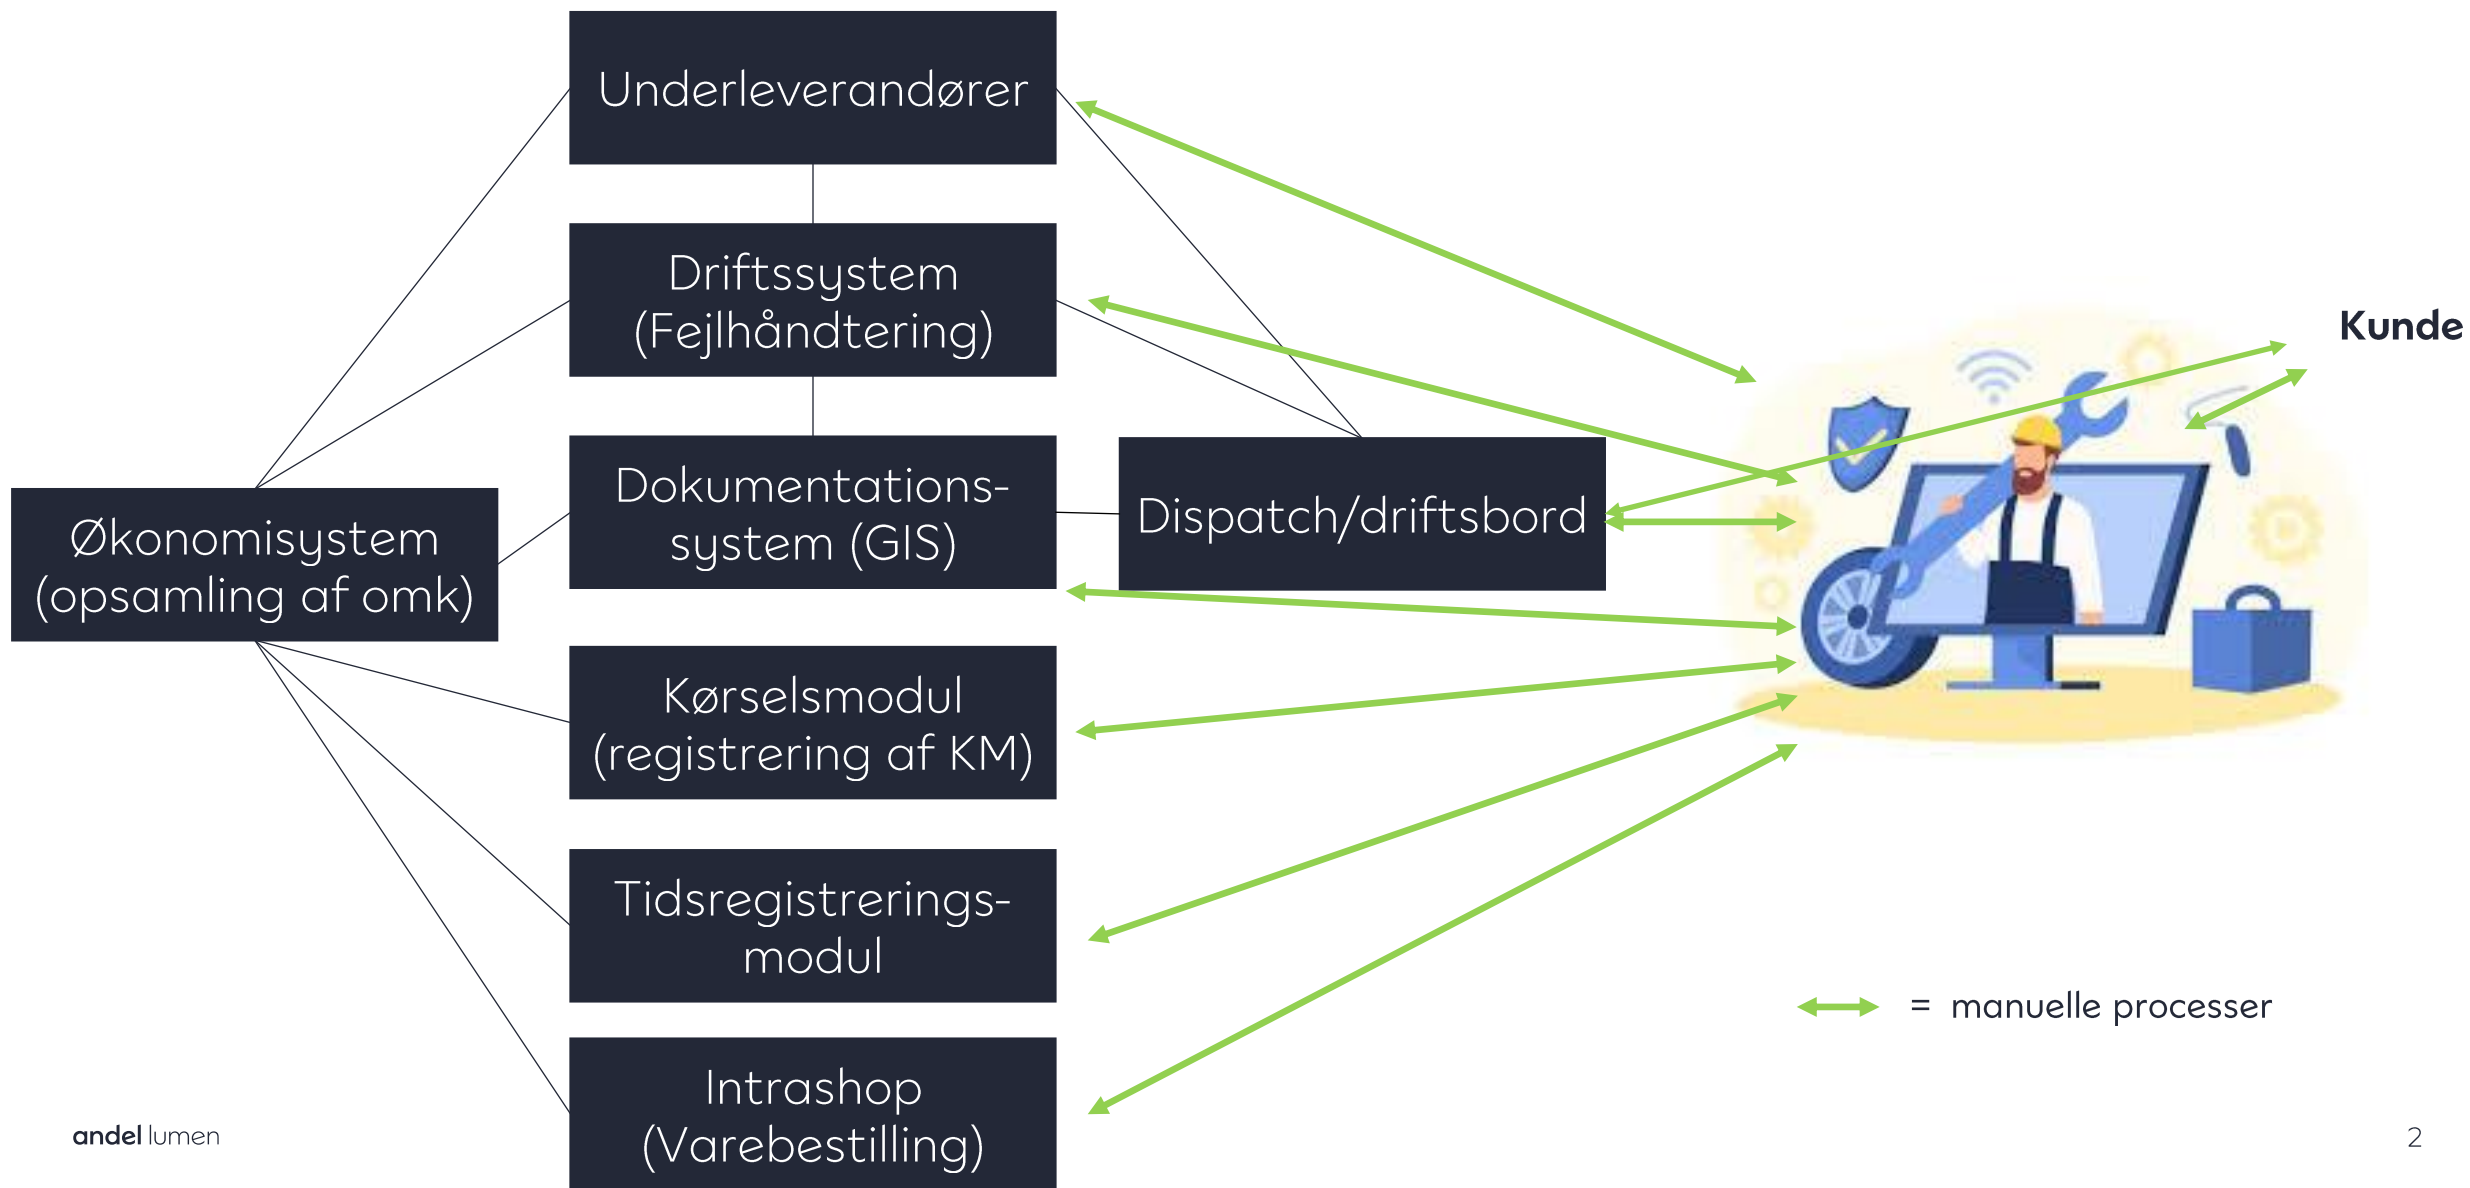 Underleverandører
Driftssystem
(Fejlhåndtering)
Kunde
Dokumentations-
system (GIS)
Dispatch/driftsbord
Økonomisystem
(opsamling af omk)
Kørselsmodul
(registrering af KM)
Tidsregistrerings-
modul
= manuelle processer
Intrashop
(Varebestilling)
andel lumen
2